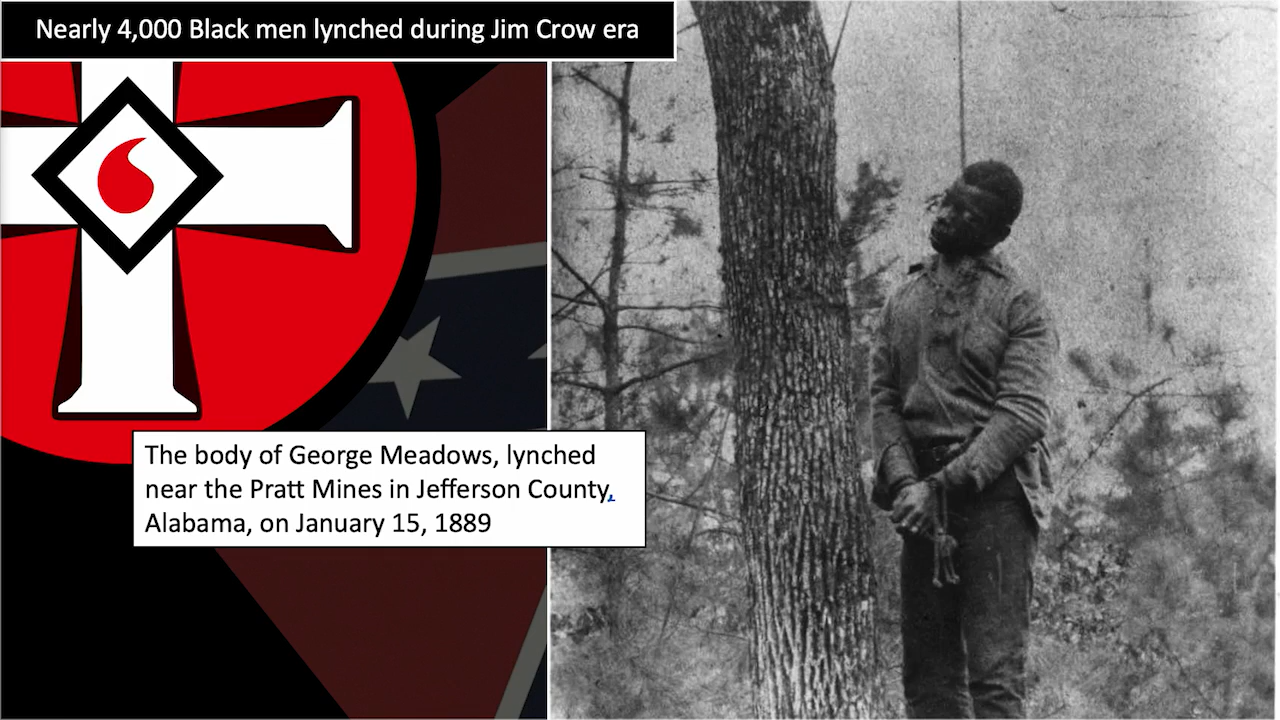 Nearly 4,000 Black men lynched during Jim Crow era
The body of George Meadows, lynched
near the Pratt Mines in Jefferson County,
Alabama, on January 15, 1889